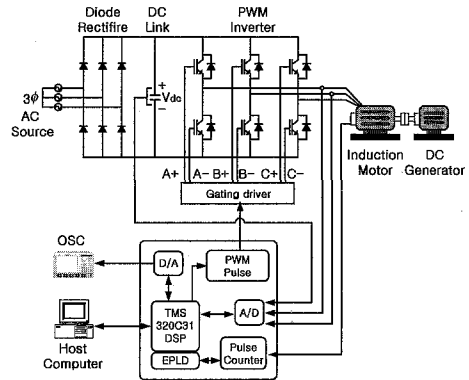 Diode
Rectifire
DC
Link
PWM
Inverter
3ϕ
AC
Source
+
Vdc
−
A+ A− B+ B− C+ C−
Gating driver
Induction
Motor
DC
Generator
OSC
D/A
PWM
Pulse
TMS
320C31
DSP
A/D
EPLD
Pulse
Counter
Host
Computer